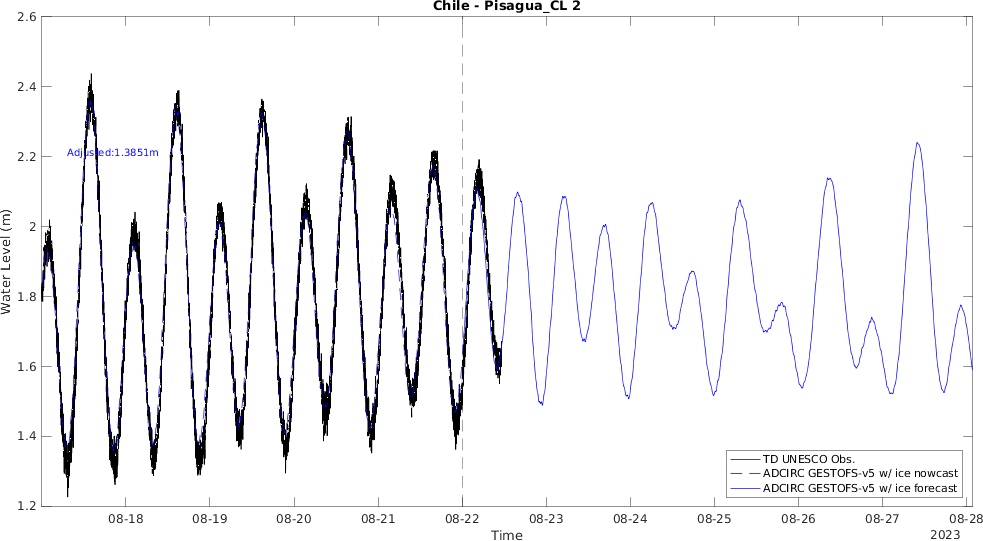 Chile - Pisagua_CL 2
2.6
2.4
2.2
2
1.8
1.6
1.4
1.2
Water Level (m)
Adjusted:1.3851m
TD UNESCO Obs.
ADCIRC GESTOFS-v5 w/ ice nowcast
ADCIRC GESTOFS-v5 w/ ice forecast
08-18 08-19 08-20 08-21 08-22 08-23 08-24 08-25 08-26 08-27 08-28
Time
2023